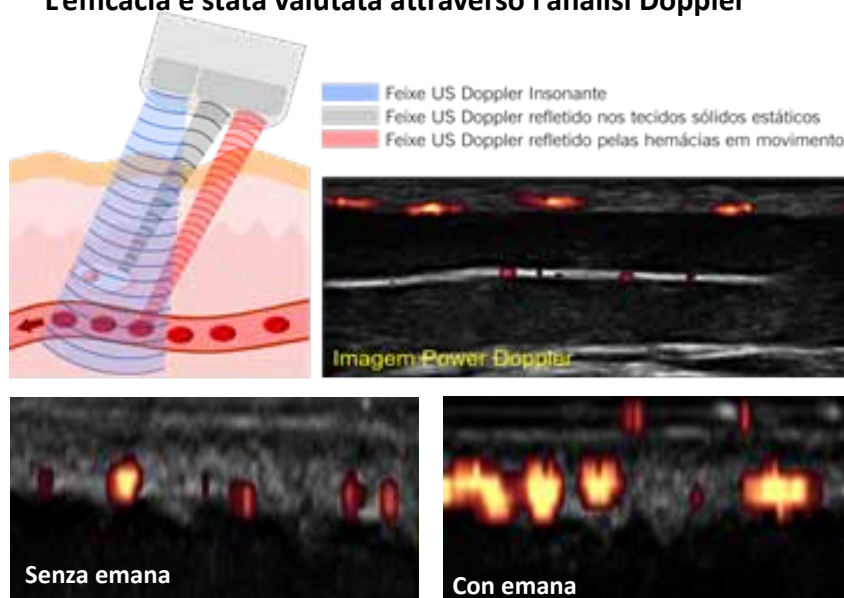 L'efficacia è stata valutata attraverso l'analisi Doppler
Feixe US Doppler Insonante
Feixe US Doppler refletido nos tecidos sólidos estáticos
Feixe US Doppler refletido pelas hemácias em movimento
Imagem Power Doppler
Senza emana
Con emana